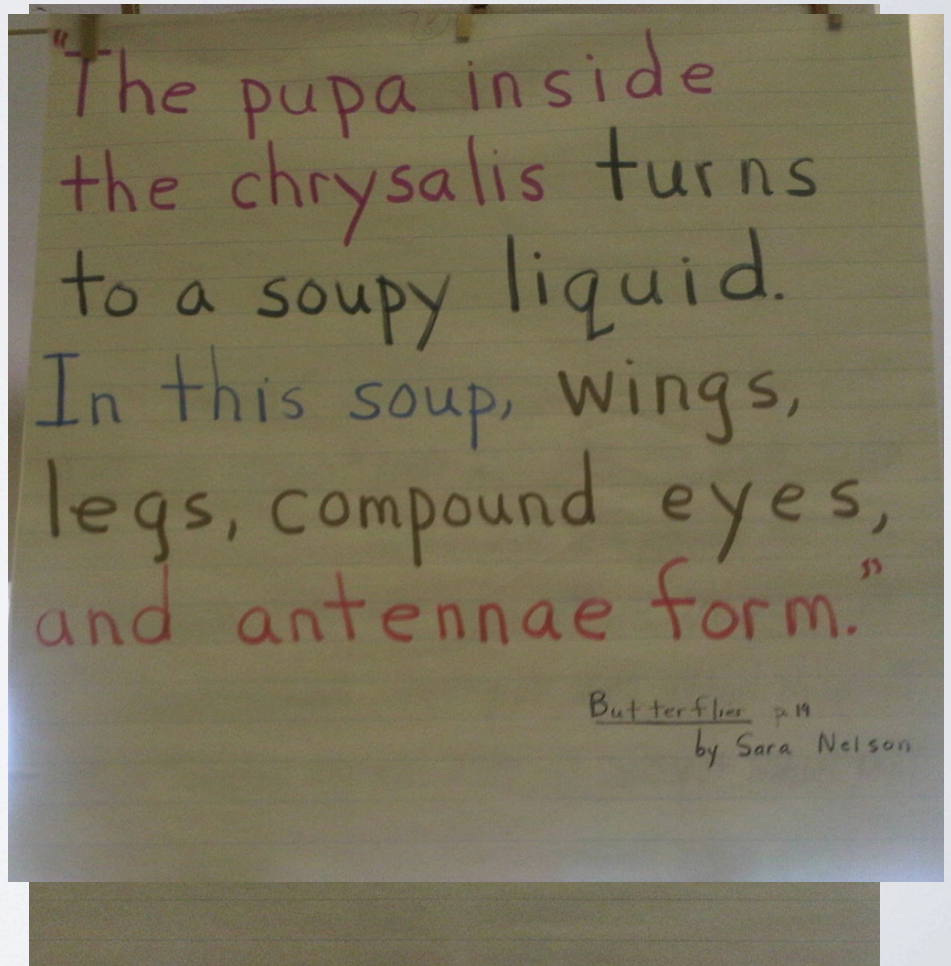 "The pupa inside
the chrysalis turns
to a soupy liquid.
In this soup, wings,
legs, compound eyes,
and antennae form."
Butterflies p. 19
by Sara Nelson